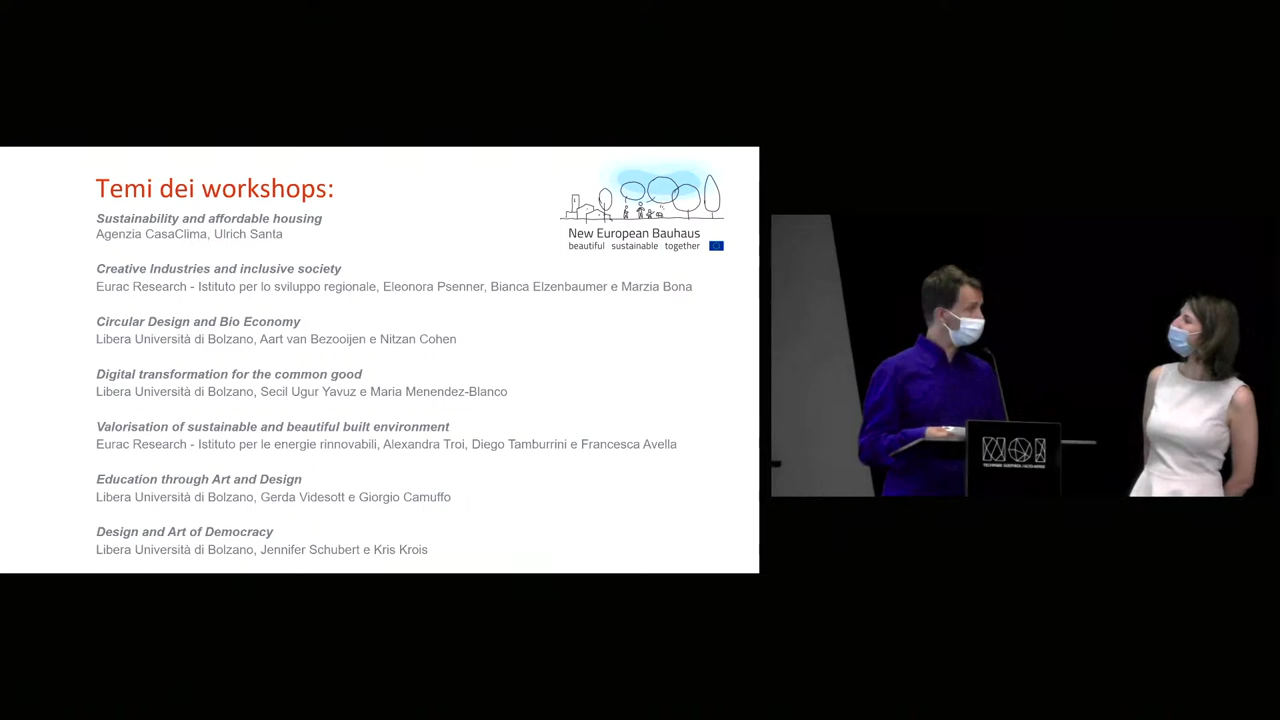 Temi dei workshops:
Sustainability and affordable housing
Agenzia CasaClima, Ulrich Santa
Creative Industries and inclusive society
Eurac Research - Istituto per lo sviluppo regionale, Eleonora Psenner, Bianca Elzenbaumer e Marzia Bona
Circular Design and Bio Economy
Libera Università di Bolzano, Aart van Bezooijen e Nitzan Cohen
Digital transformation for the common good
Libera Università di Bolzano, Secil Ugur Yavuz e Maria Menendez-Blanco
Valorisation of sustainable and beautiful built environment
Eurac Research - Istituto per le energie rinnovabili, Alexandra Troi, Diego Tamburrini e Francesca Avella
Education through Art and Design
Libera Università di Bolzano, Gerda Videsott e Giorgio Camuffo
Design and Art of Democracy
Libera Università di Bolzano, Jennifer Schubert e Kris Krois
New European Bauhaus
beautiful sustainable together
NOI
TECHPARK SÜDTIROL / ALTO ADIGE